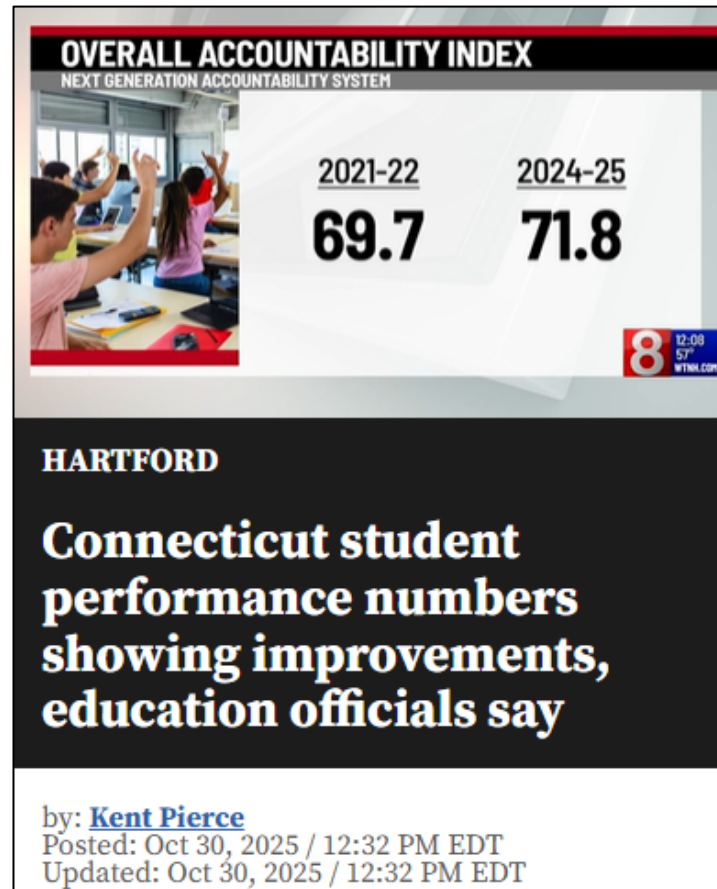 OVERALL ACCOUNTABILITY INDEX
NEXT GENERATION ACCOUNTABILITY SYSTEM
2021-22 2024-25
69.7 71.8
8 12:08
57°
WTNH.COM
HARTFORD
Connecticut student
performance numbers
showing improvements,
education officials say
by: Kent Pierce
Posted: Oct 30, 2025 / 12:32 PM EDT
Updated: Oct 30, 2025 / 12:32 PM EDT